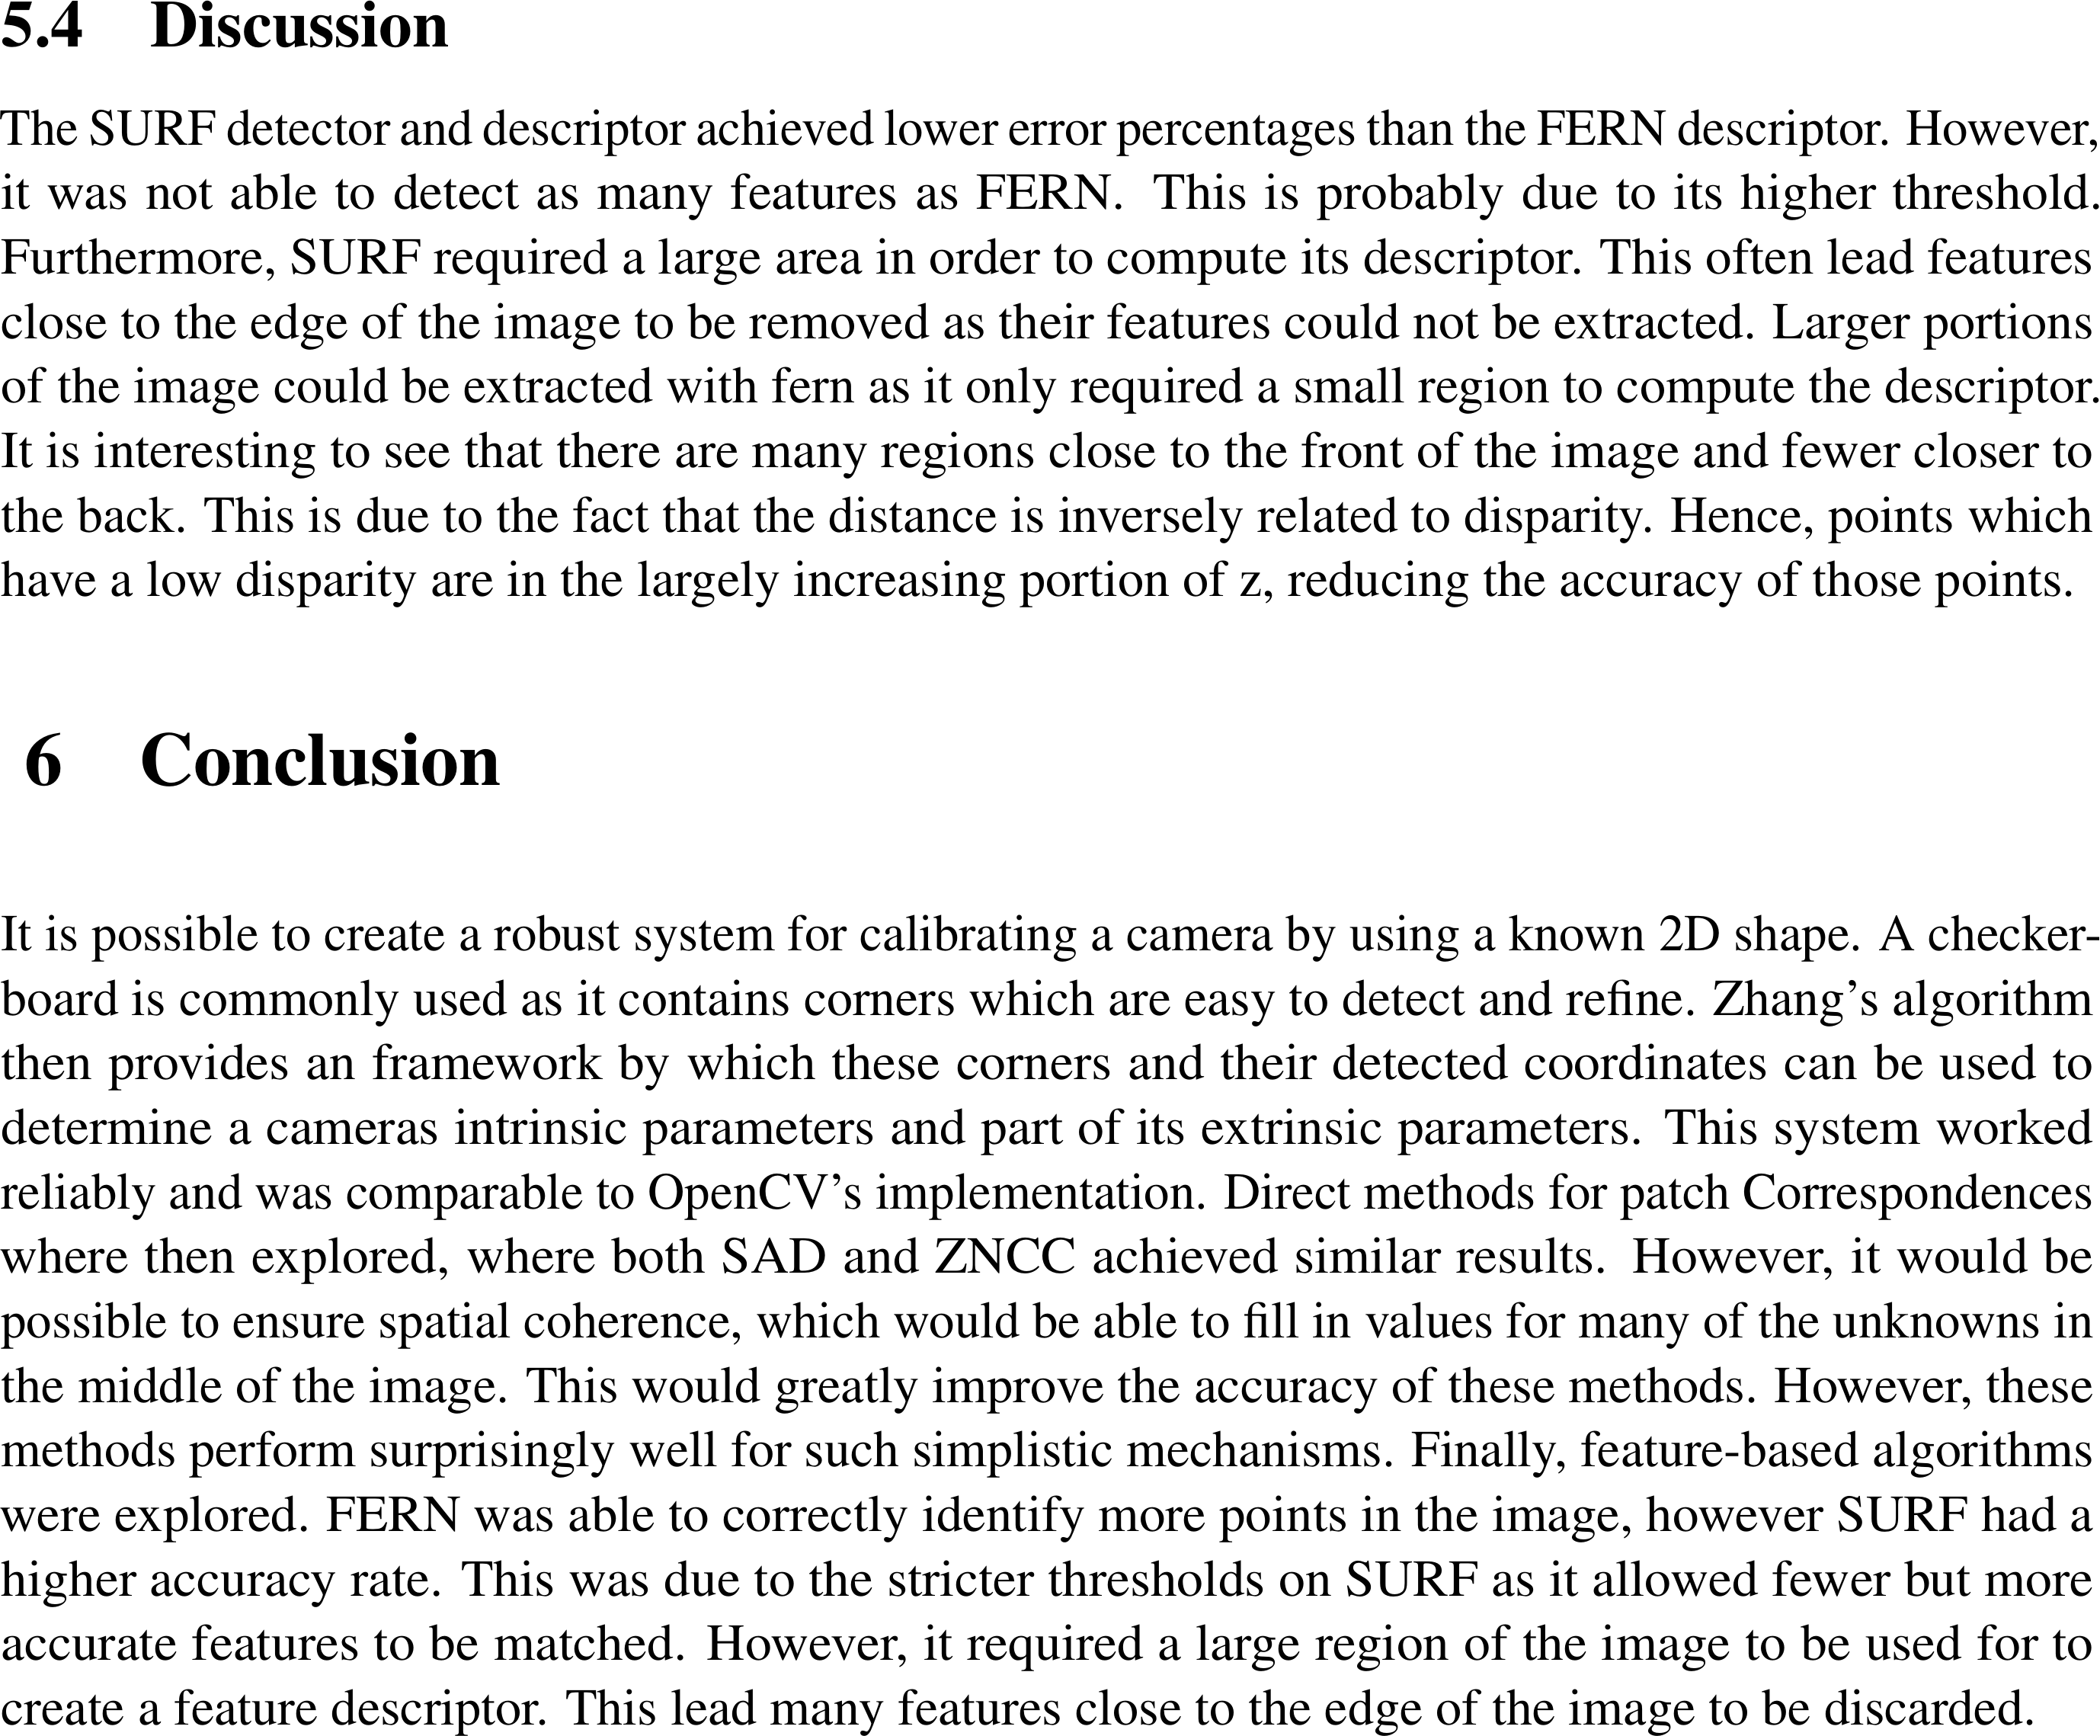 5.4 Discussion
The SURF detector and descriptor achieved lower error percentages than the FERN descriptor. However,
it was not able to detect as many features as FERN. This is probably due to its higher threshold.
Furthermore, SURF required a large area in order to compute its descriptor. This often lead features
close to the edge of the image to be removed as their features could not be extracted. Larger portions
of the image could be extracted with fern as it only required a small region to compute the descriptor.
It is interesting to see that there are many regions close to the front of the image and fewer closer to
the back. This is due to the fact that the distance is inversely related to disparity. Hence, points which
have a low disparity are in the largely increasing portion of z, reducing the accuracy of those points.
6 Conclusion
It is possible to create a robust system for calibrating a camera by using a known 2D shape. A checker-
board is commonly used as it contains corners which are easy to detect and refine. Zhang's algorithm
then provides an framework by which these corners and their detected coordinates can be used to
determine a cameras intrinsic parameters and part of its extrinsic parameters. This system worked
reliably and was comparable to OpenCV's implementation. Direct methods for patch Correspondences
where then explored, where both SAD and ZNCC achieved similar results. However, it would be
possible to ensure spatial coherence, which would be able to fill in values for many of the unknowns in
the middle of the image. This would greatly improve the accuracy of these methods. However, these
methods perform surprisingly well for such simplistic mechanisms. Finally, feature-based algorithms
were explored. FERN was able to correctly identify more points in the image, however SURF had a
higher accuracy rate. This was due to the stricter thresholds on SURF as it allowed fewer but more
accurate features to be matched. However, it required a large region of the image to be used for to
create a feature descriptor. This lead many features close to the edge of the image to be discarded.